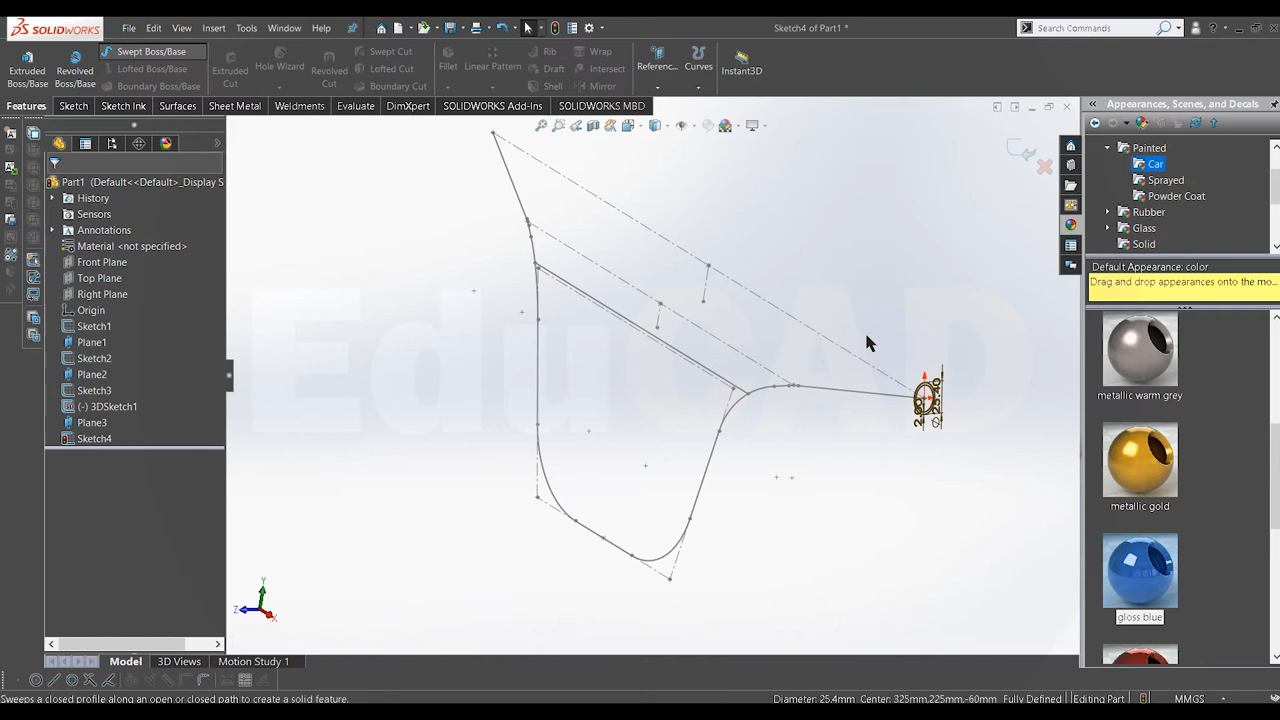 SOLIDWORKS File Edit View Insert Tools Window Help Sketch4 of Part1 * Search Commands
Extruded Boss/Base
Revolved Boss/Base
Swept Boss/Base
Lofted Boss/Base
Boundary Boss/Base
Extruded Cut
Hole Wizard
Revolved Cut
Swept Cut
Lofted Cut
Boundary Cut
Fillet
Linear Pattern
Rib
Draft
Shell
Wrap
Intersect
Mirror
Referenc...
Curves
Instant3D
Features Sketch Sketch Ink Surfaces Sheet Metal Weldments Evaluate DimXpert SOLIDWORKS Add-Ins SOLIDWORKS MBD
Part1 (Default<<Default>_Display S
History
Sensors
Annotations
Material <not specified>
Front Plane
Top Plane
Right Plane
Origin
Sketch1
Plane1
Sketch2
Plane2
Sketch3
(-) 3DSketch1
Plane3
Sketch4
EduCAD
Ø25.40
Y
Z
X
Appearances, Scenes, and Decals
Painted
Car
Sprayed
Powder Coat
Rubber
Glass
Solid
Default Appearance: color
Drag and drop appearances onto the mo...
metallic warm grey
metallic gold
gloss blue
Model 3D Views Motion Study 1
Sweeps a closed profile along an open or closed path to create a solid feature. Diameter: 25.4mm Center: 325mm,225mm,-60mm Fully Defined Editing Part MMGS